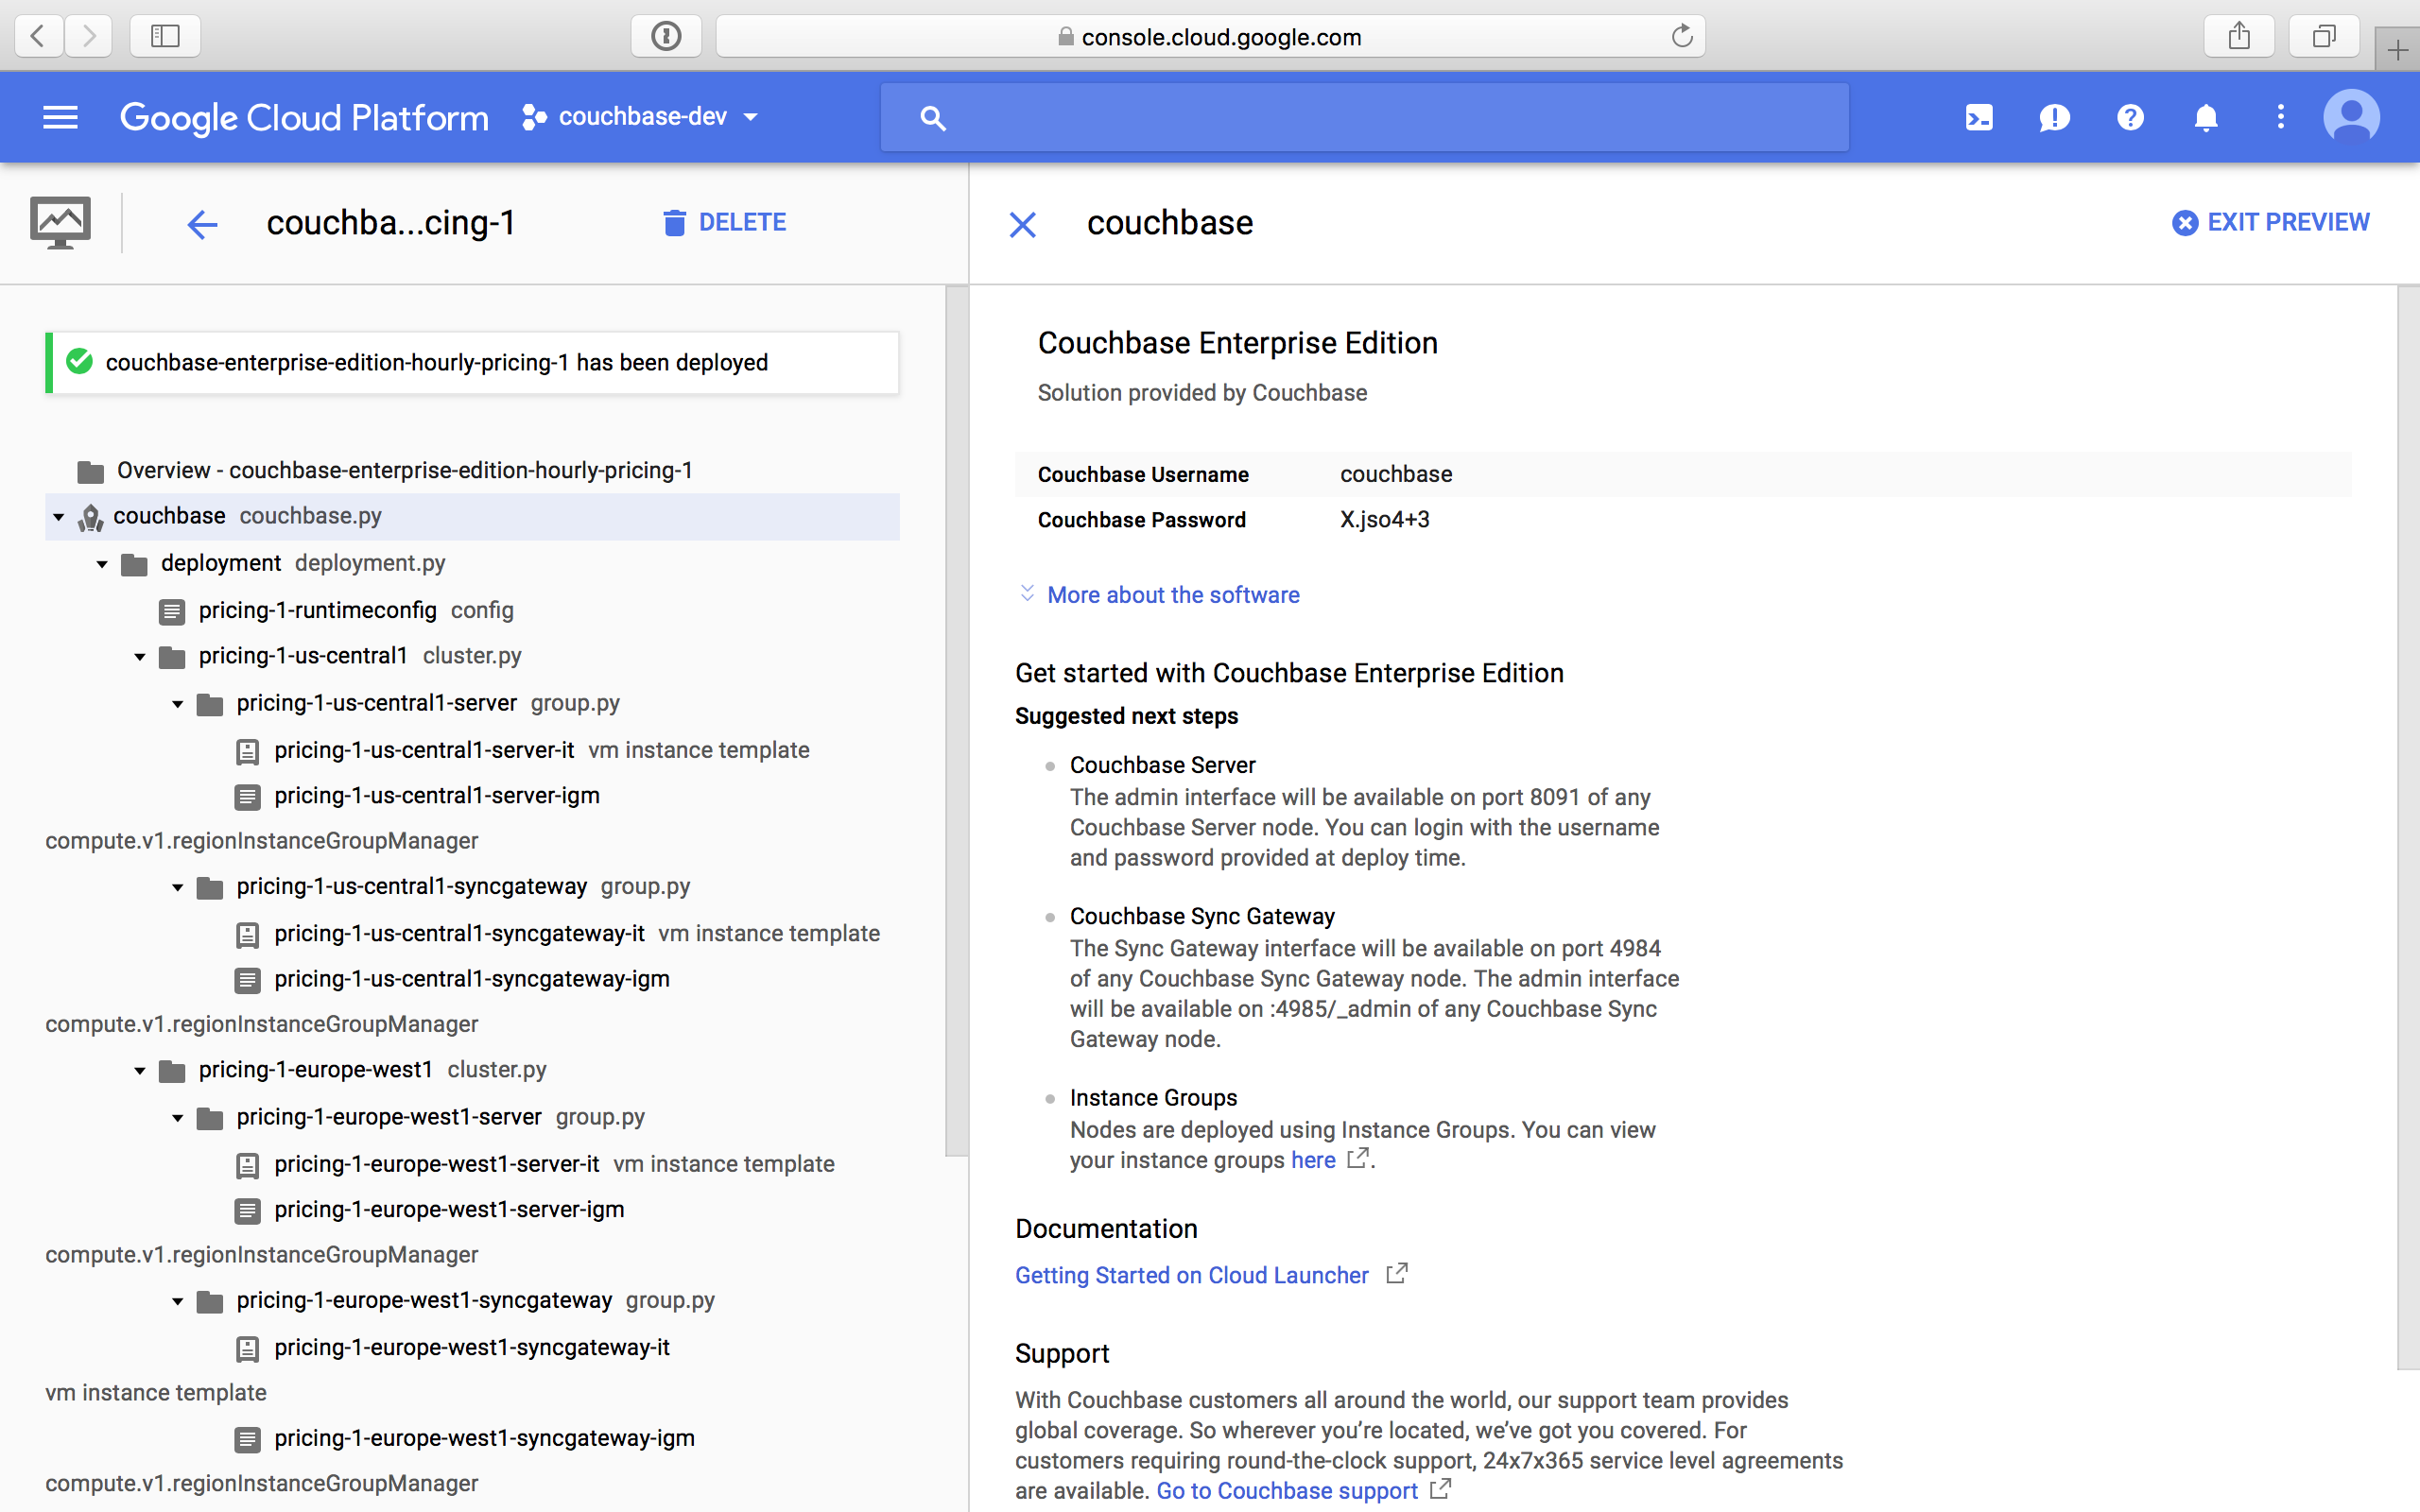 console.cloud.google.com
Google Cloud Platform
couchbase-dev
couchba...cing-1
DELETE
couchbase
EXIT PREVIEW
couchbase-enterprise-edition-hourly-pricing-1 has been deployed
Overview - couchbase-enterprise-edition-hourly-pricing-1
couchbase couchbase.py
deployment deployment.py
pricing-1-runtimeconfig config
pricing-1-us-central1 cluster.py
pricing-1-us-central1-server group.py
pricing-1-us-central1-server-it vm instance template
pricing-1-us-central1-server-igm
compute.v1.regionInstanceGroupManager
pricing-1-us-central1-syncgateway group.py
pricing-1-us-central1-syncgateway-it vm instance template
pricing-1-us-central1-syncgateway-igm
compute.v1.regionInstanceGroupManager
pricing-1-europe-west1 cluster.py
pricing-1-europe-west1-server group.py
pricing-1-europe-west1-server-it vm instance template
pricing-1-europe-west1-server-igm
compute.v1.regionInstanceGroupManager
pricing-1-europe-west1-syncgateway group.py
pricing-1-europe-west1-syncgateway-it
vm instance template
pricing-1-europe-west1-syncgateway-igm
compute.v1.regionInstanceGroupManager
Couchbase Enterprise Edition
Solution provided by Couchbase
Couchbase Username couchbase
Couchbase Password X.jso4+3
More about the software
Get started with Couchbase Enterprise Edition
Suggested next steps
Couchbase Server
The admin interface will be available on port 8091 of any
Couchbase Server node. You can login with the username
and password provided at deploy time.
Couchbase Sync Gateway
The Sync Gateway interface will be available on port 4984
of any Couchbase Sync Gateway node. The admin interface
will be available on :4985/_admin of any Couchbase Sync
Gateway node.
Instance Groups
Nodes are deployed using Instance Groups. You can view
your instance groups here .
Documentation
Getting Started on Cloud Launcher
Support
With Couchbase customers all around the world, our support team provides
global coverage. So wherever you’re located, we’ve got you covered. For
customers requiring round-the-clock support, 24x7x365 service level agreements
are available. Go to Couchbase support